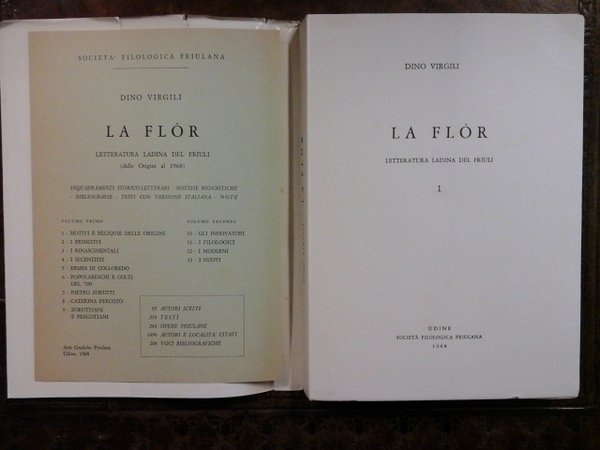 SOCIETA' FILOLOGICA FRIULANA
DINO VIRGILI
LA FLÔR
LETTERATURA LADINA DEL FRIULI
(dalle Origini al 1968)
INQUADRAMENTI STORICO-LETTERARI - NOTIZIE BIO-CRITICHE
- BIBLIOGRAFIE - TESTI CON VERSIONE ITALIANA - NOTE
VOLUME PRIMO
1 - MOTIVI E RELIQUIE DELLE ORIGINI
2 - I PRIMITIVI
3 - I RINASCIMENTALI
4 - I SECENTISTI
5 - ERMES DI COLLOREDO
6 - POPOLARESCHI E COLTI
DEL '700
7 - PIETRO ZORUTTI
8 - CATERINA PERCOTO
9 - ZORUTTIANI
E PERCOTIANI
VOLUME SECONDO
10 - GLI INNOVATORI
11 - I FILOLOGICI
12 - I MODERNI
13 - I NUOVI
AUTORI SCELTI
TESTI
244 OPERE FRIULANE
AUTORI E LOCALITA' CITATI
204 VOCI BIBLIOGRAFICHE
Arti Grafiche Friulane
Udine, 1968
DINO VIRGILI
LA FLÔR
LETTERATURA LADINA DEL FRIULI
1
UDINE
SOCIETÀ FILOLOGICA FRIULANA
1968